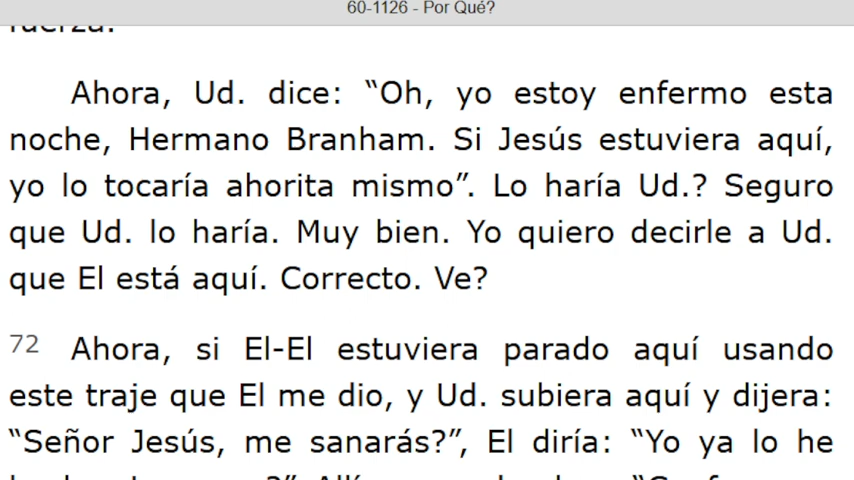 60-1126 - Por Qué?
fuerza.
Ahora, Ud. dice: “Oh, yo estoy enfermo esta
noche, Hermano Branham. Si Jesús estuviera aquí,
yo lo tocaría ahorita mismo”. Lo haría Ud.? Seguro
que Ud. lo haría. Muy bien. Yo quiero decirle a Ud.
que El está aquí. Correcto. Ve?
72 Ahora, si El-El estuviera parado aquí usando
este traje que El me dio, y Ud. subiera aquí y dijera:
“Señor Jesús, me sanarás?”, El diría: “Yo ya lo he